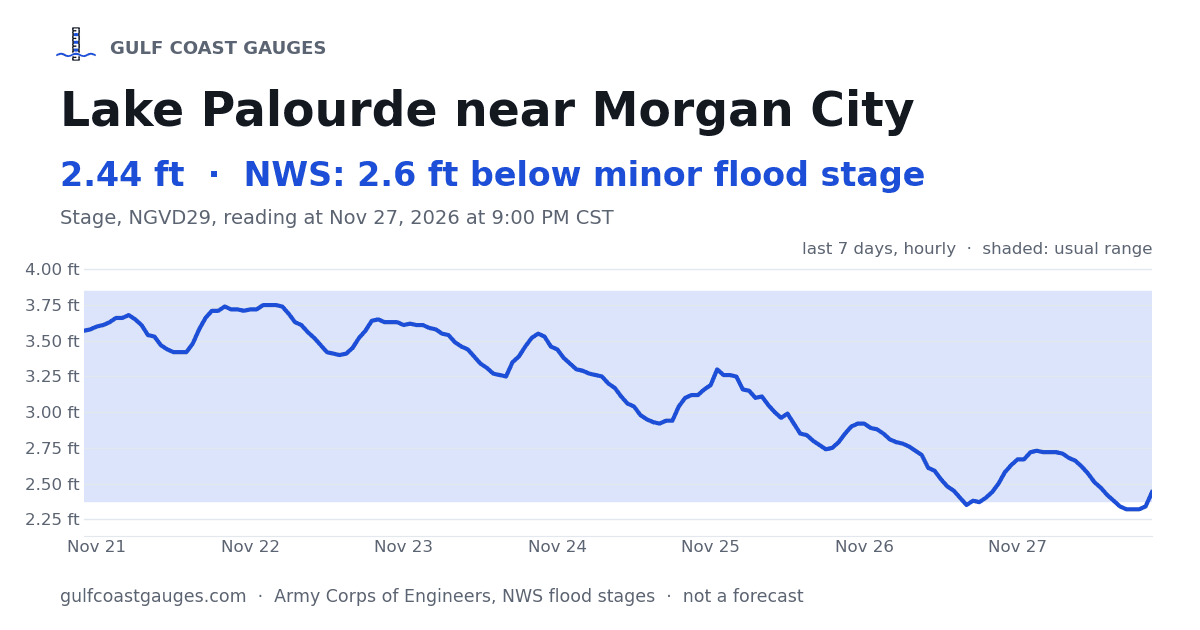 GULF COAST GAUGES
Lake Palourde near Morgan City
2.44 ft · NWS: 2.6 ft below minor flood stage
Stage, NGVD29, reading at Nov 27, 2026 at 9:00 PM CST
last 7 days, hourly · shaded: usual range
4.00 ft
3.75 ft
3.50 ft
3.25 ft
3.00 ft
2.75 ft
2.50 ft
2.25 ft
Nov 21 Nov 22 Nov 23 Nov 24 Nov 25 Nov 26 Nov 27
gulfcoastgauges.com · Army Corps of Engineers, NWS flood stages · not a forecast